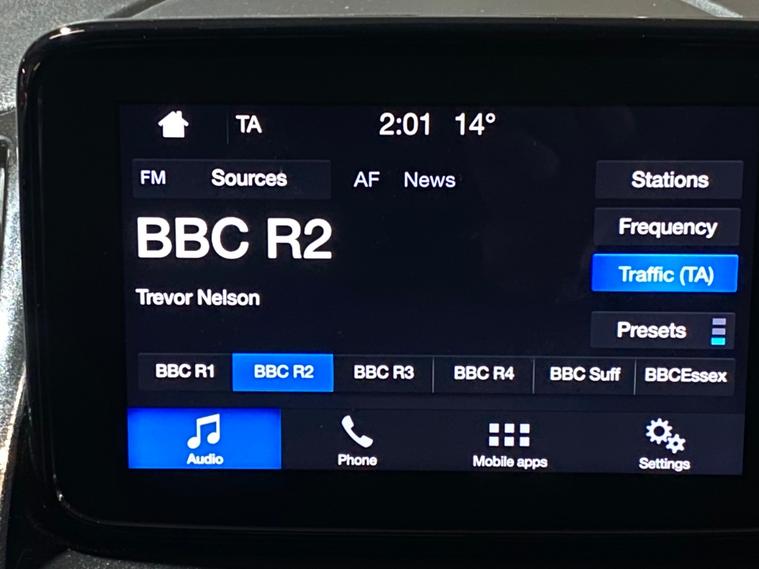 TA 2:01 14°
FM Sources AF News Stations
BBC R2
Frequency
Traffic (TA)
Trevor Nelson
Presets
BBC R1 BBC R2 BBC R3 BBC R4 BBC Suff BBCEssex
Audio Phone Mobile apps Settings